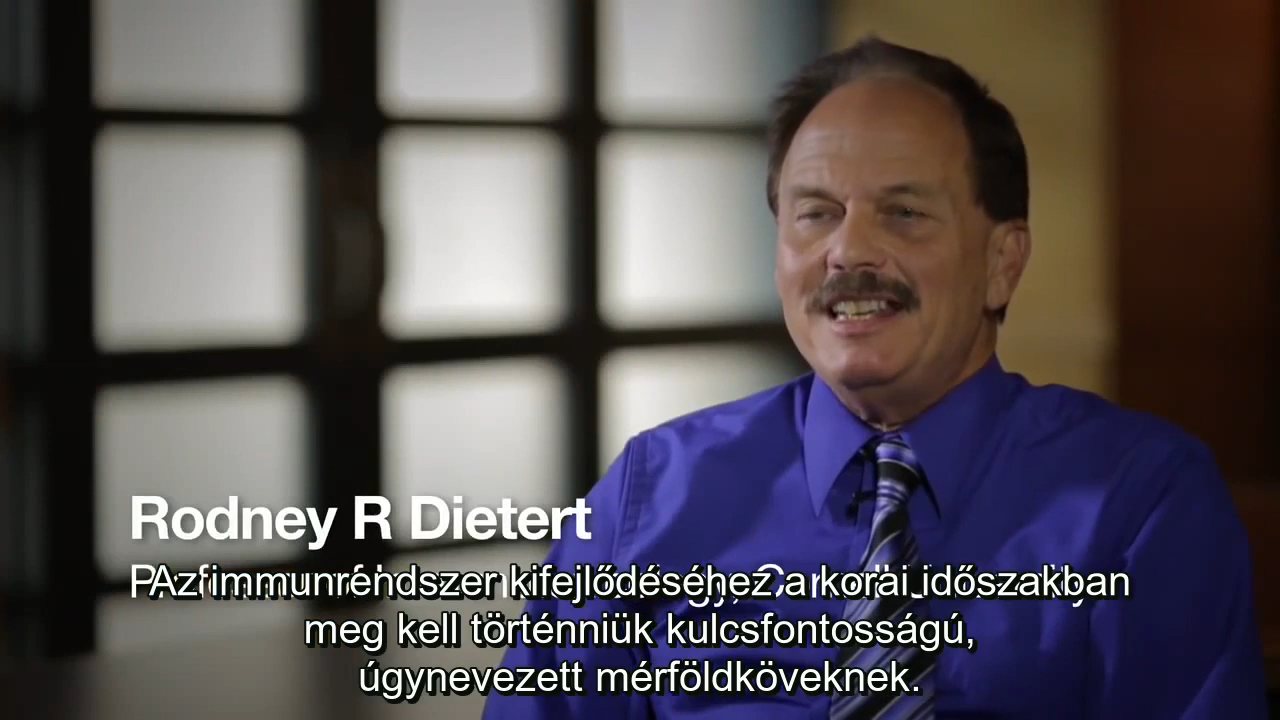 Rodney R Dietert
Az immunrendszer kifejlődéséhez a korai időszakban
meg kell történniük kulcsfontosságú,
úgynevezett mérföldköveknek.